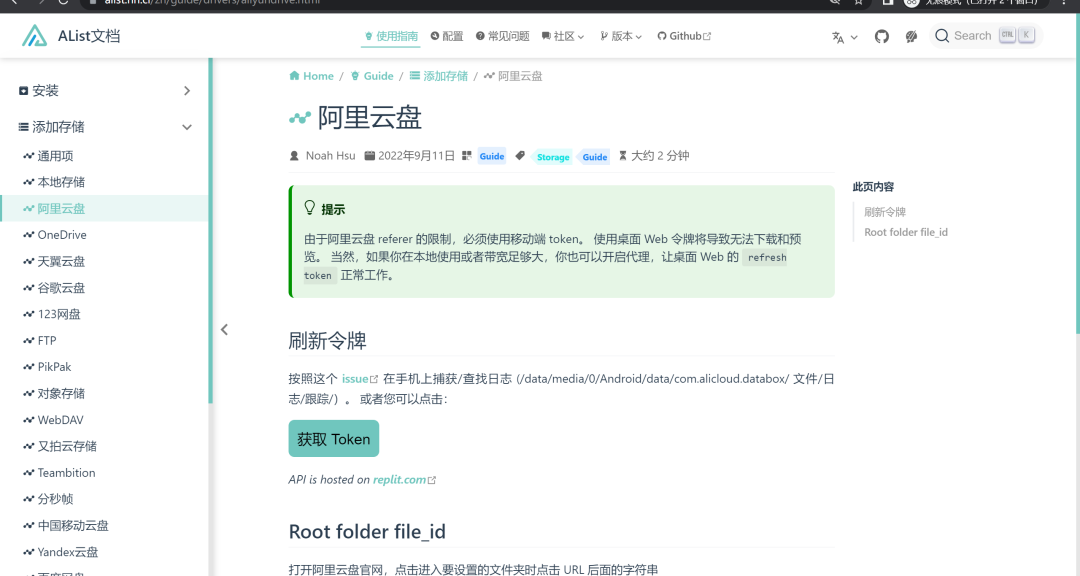 alist.nn.ci/zh/guide/drivers/aliyundrive.html
无痕模式 (已打开 2 个窗口)
AList文档
使用指南 配置 常见问题 社区 版本 Github Search CTRL K
Home / Guide / 添加存储 / 阿里云盘
安装
添加存储
通用项
本地存储
阿里云盘
OneDrive
天翼云盘
谷歌云盘
123网盘
FTP
PikPak
对象存储
WebDAV
又拍云存储
Teambition
分秒帧
中国移动云盘
Yandex云盘
百度网盘
阿里云盘
Noah Hsu 2022年9月11日 Guide Storage Guide 大约 2 分钟
提示
由于阿里云盘 referer 的限制，必须使用移动端 token。 使用桌面 Web 令牌将导致无法下载和预
览。 当然，如果你在本地使用或者带宽足够大，你也可以开启代理，让桌面 Web 的 refresh
token 正常工作。
刷新令牌
按照这个 issue 在手机上捕获/查找日志 (/data/media/0/Android/data/com.alicloud.databox/ 文件/日
志/跟踪/）。 或者您可以点击：
获取 Token
API is hosted on replit.com
Root folder file_id
打开阿里云盘官网，点击进入要设置的文件夹时点击 URL 后面的字符串
此页内容
刷新令牌
Root folder file_id